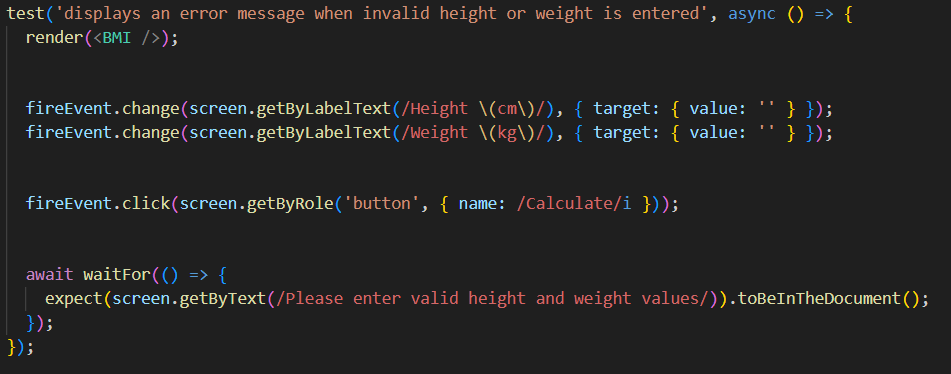 test('displays an error message when invalid height or weight is entered', async () => {
render(<BMI />);
fireEvent.change(screen.getByLabelText(/Height \(cm\)/), { target: { value: '' } });
fireEvent.change(screen.getByLabelText(/Weight \(kg\)/), { target: { value: '' } });
fireEvent.click(screen.getByRole('button', { name: /Calculate/i }));
await waitFor(() => {
expect(screen.getByText(/Please enter valid height and weight values/)).toBeInTheDocument();
});
});